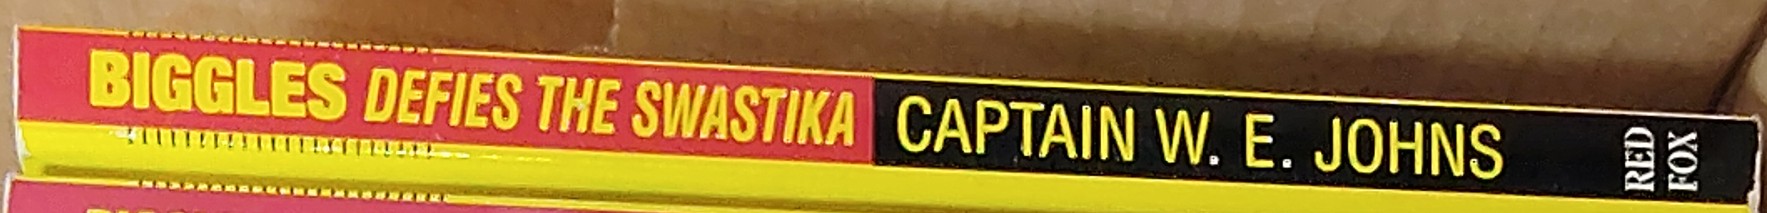 BIGGLES DEFIES THE SWASTIKA CAPTAIN W. E. JOHNS
RED
FOX